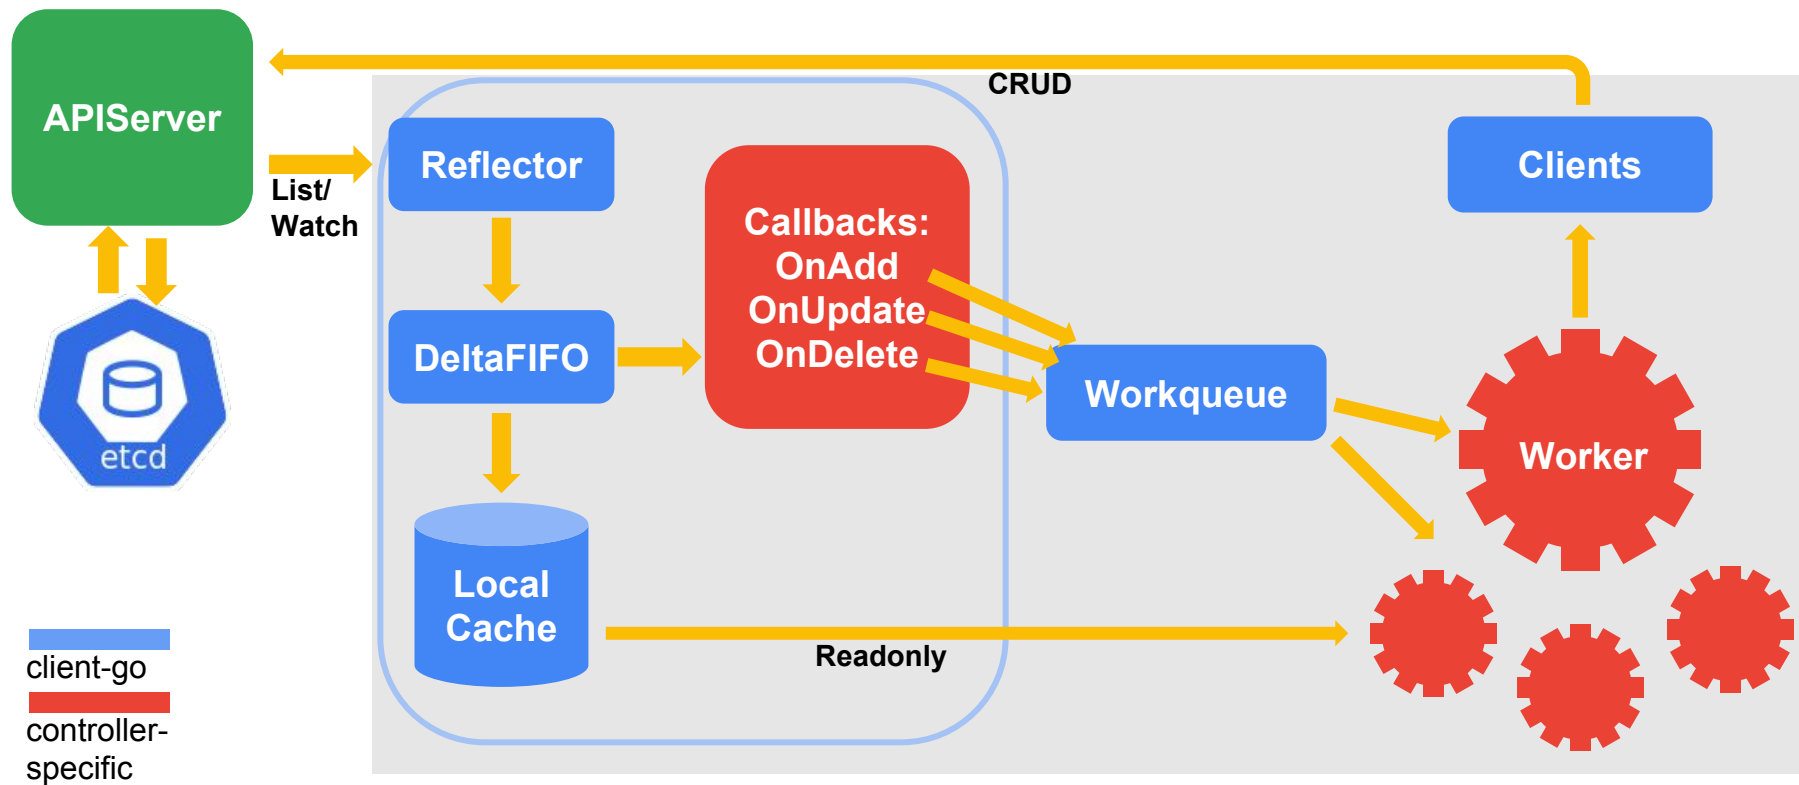 APIServer
CRUD
List/
Watch
Reflector
Clients
Callbacks:
OnAdd
OnUpdate
OnDelete
DeltaFIFO
Workqueue
Worker
etcd
Local
Cache
Readonly
client-go
controller-
specific